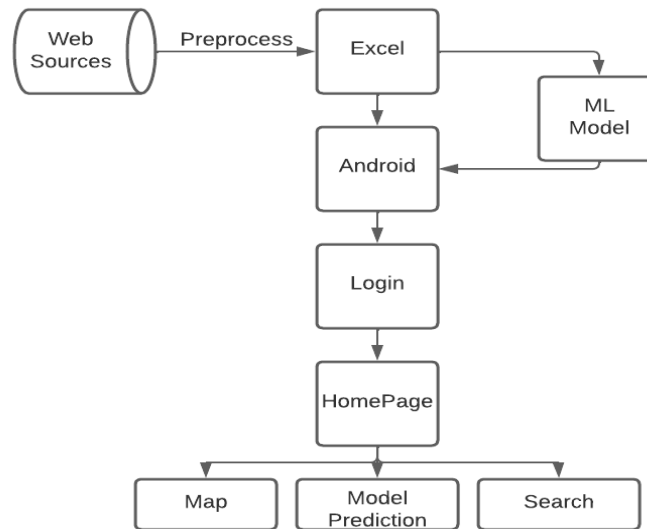 Web
Sources
Preprocess
Excel
ML
Model
Android
Login
HomePage
Map
Model
Prediction
Search